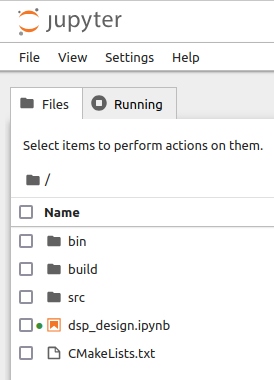 jupyter
File View Settings Help
Files Running
Select items to perform actions on them.
/
Name
bin
build
src
dsp_design.ipynb
CMakeLists.txt